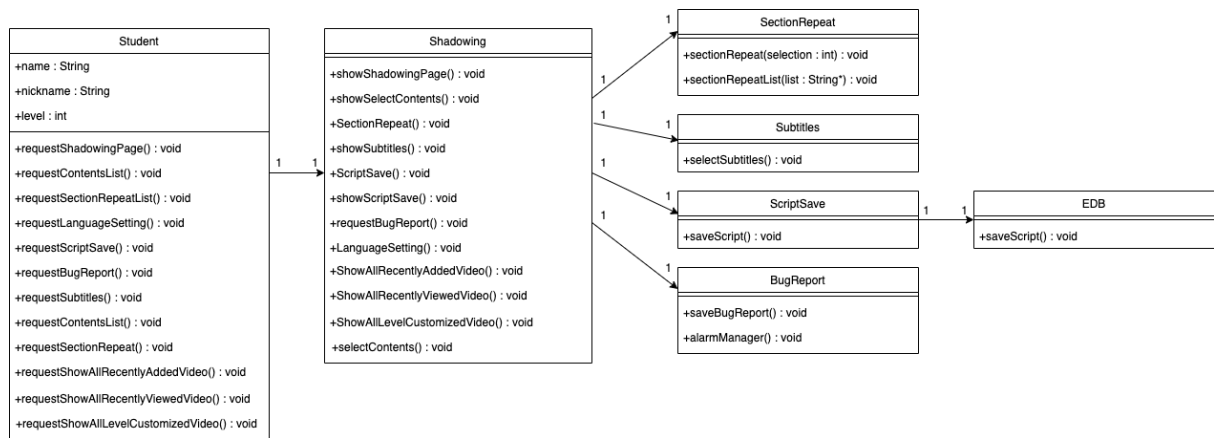 Student
+name : String
+nickname : String
+level : int
+requestShadowingPage() : void
+requestContentsList() : void
+requestSectionRepeatList() : void
+requestLanguageSetting() : void
+requestScriptSave() : void
+requestBugReport() : void
+requestSubtitles() : void
+requestContentsList() : void
+requestSectionRepeat() : void
+requestShowAllRecentlyAddedVideo() : void
+requestShowAllRecentlyViewedVideo() : void
+requestShowAllLevelCustomizedVideo() : void
1 1
Shadowing
+showShadowingPage() : void
+showSelectContents() : void
+SectionRepeat() : void
+showSubtitles() : void
+ScriptSave() : void
+showScriptSave() : void
+requestBugReport() : void
+LanguageSetting() : void
+ShowAllRecentlyAddedVideo() : void
+ShowAllRecentlyViewedVideo() : void
+ShowAllLevelCustomizedVideo() : void
+selectContents() : void
1
1
SectionRepeat
+sectionRepeat(selection : int) : void
+sectionRepeatList(list : String*) : void
1
1
Subtitles
+selectSubtitles() : void
1
1
ScriptSave
+saveScript() : void
1 1
EDB
+saveScript() : void
1
1
BugReport
+saveBugReport() : void
+alarmManager() : void